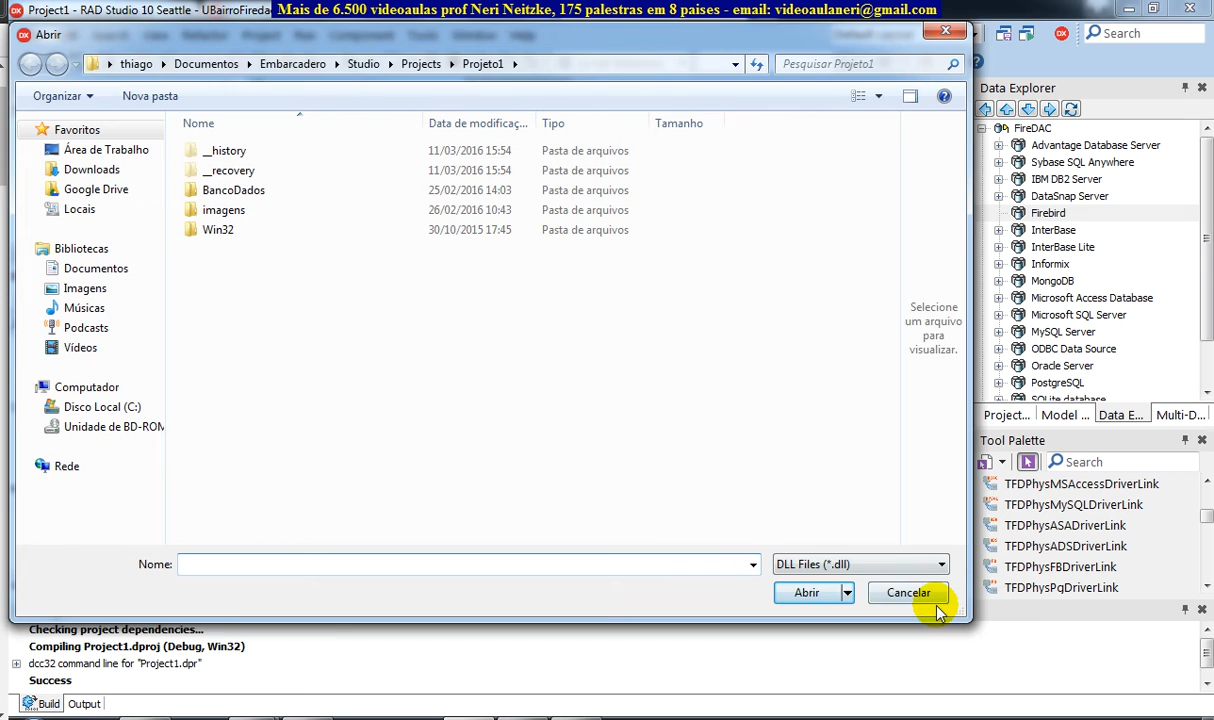 Project1 - RAD Studio 10 Seattle - UBairroFireda
Mais de 6.500 videoaulas prof Neri Neitzke, 175 palestras em 8 paises - email: videoaulaneri@gmail.com
Abrir
Search
thiago
Documentos
Embarcadero
Studio
Projects
Projeto1
Pesquisar Projeto1
Organizar
Nova pasta
Data Explorer
Favoritos
Área de Trabalho
Downloads
Google Drive
Locais
Bibliotecas
Documentos
Imagens
Músicas
Podcasts
Vídeos
Computador
Disco Local (C:)
Unidade de BD-ROM
Rede
Nome Data de modificaç... Tipo Tamanho
__history 11/03/2016 15:54 Pasta de arquivos
__recovery 11/03/2016 15:54 Pasta de arquivos
BancoDados 25/02/2016 14:03 Pasta de arquivos
imagens 26/02/2016 10:43 Pasta de arquivos
Win32 30/10/2015 17:45 Pasta de arquivos
Selecione
um arquivo
para
visualizar.
Nome:
DLL Files (*.dll)
Abrir
Cancelar
FireDAC
Advantage Database Server
Sybase SQL Anywhere
IBM DB2 Server
DataSnap Server
Firebird
InterBase
InterBase Lite
Informix
MongoDB
Microsoft Access Database
Microsoft SQL Server
MySQL Server
ODBC Data Source
Oracle Server
PostgreSQL
SQLite database
Project... Model ... Data E... Multi-D...
Tool Palette
Search
TFDPhysMSAccessDriverLink
TFDPhysMySQLDriverLink
TFDPhysASADriverLink
TFDPhysADSDriverLink
TFDPhysFBDriverLink
TFDPhysPgDriverLink
Checking project dependencies...
Compiling Project1.dproj (Debug, Win32)
dcc32 command line for "Project1.dpr"
Success
Build Output